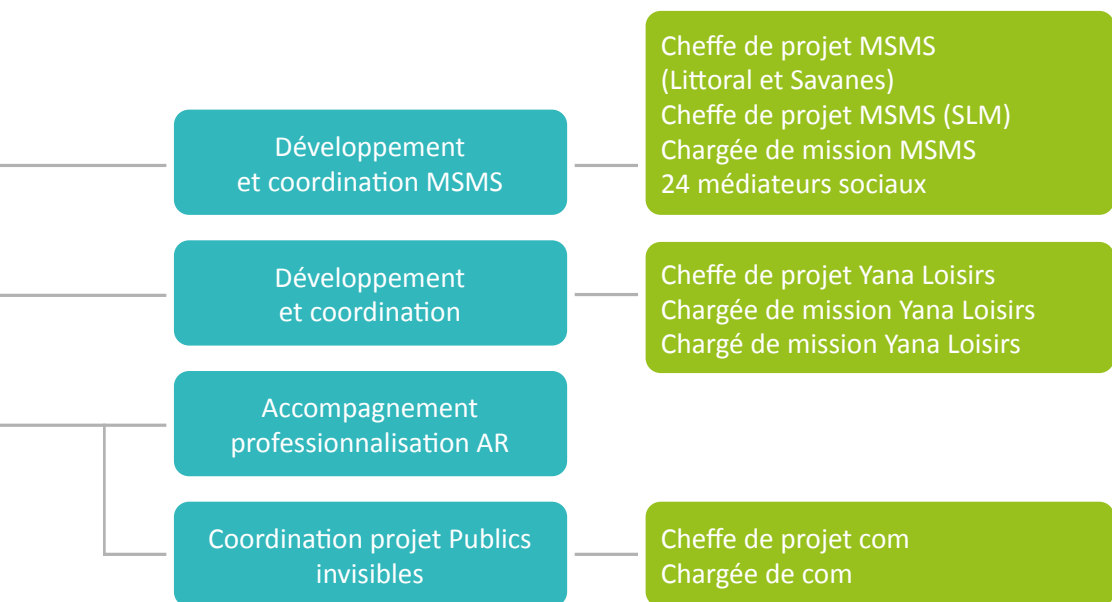 Développement
et coordination MSMS
Cheffe de projet MSMS
(Littoral et Savanes)
Cheffe de projet MSMS (SLM)
Chargée de mission MSMS
24 médiateurs sociaux
Développement
et coordination
Cheffe de projet Yana Loisirs
Chargée de mission Yana Loisirs
Chargé de mission Yana Loisirs
Accompagnement
professionnalisation AR
Coordination projet Publics
invisibles
Cheffe de projet com
Chargée de com